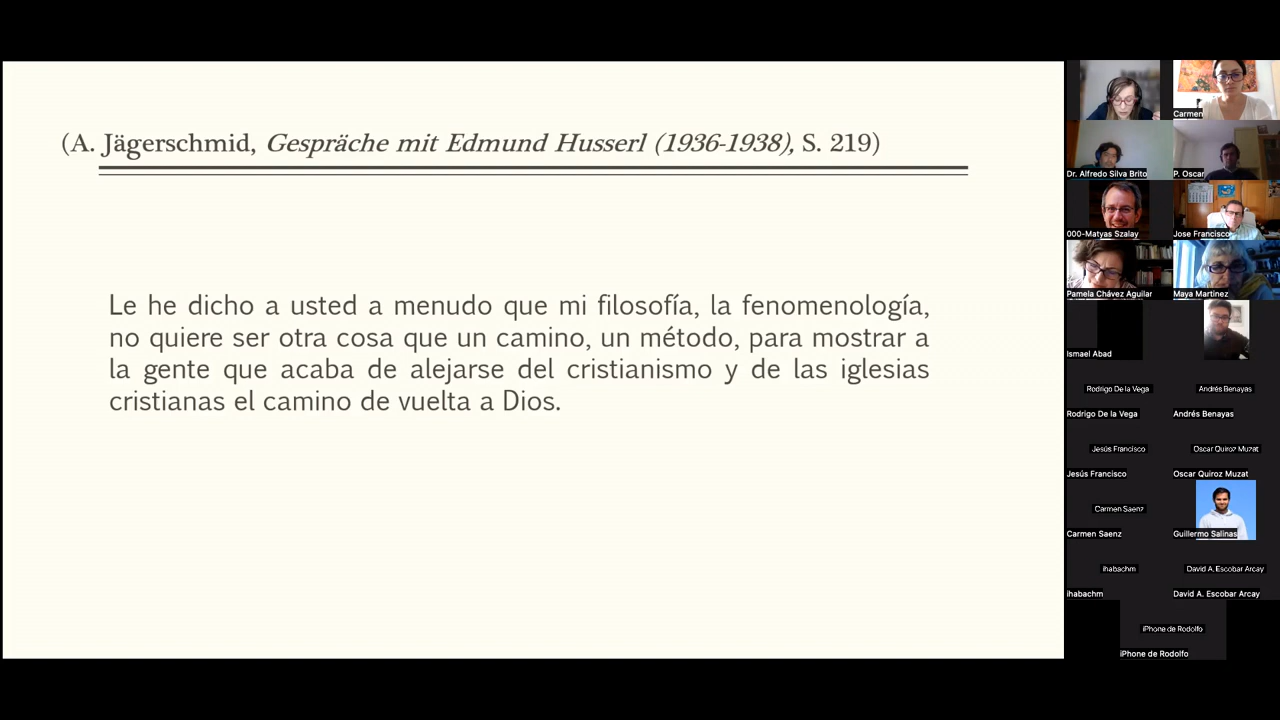 (A. Jägerschmid, Gespräche mit Edmund Husserl (1936-1938), S. 219)
Le he dicho a usted a menudo que mi filosofía, la fenomenología,
no quiere ser otra cosa que un camino, un método, para mostrar a
la gente que acaba de alejarse del cristianismo y de las iglesias
cristianas el camino de vuelta a Dios.
Carmen
Dr. Alfredo Silva Brito
P. Oscar
000-Matyas Szalay
Jose Francisco
Pamela Chávez Aguilar
Maya Martinez
Ismael Abad
Rodrigo De la Vega
Andrés Benayas
Rodrigo De la Vega
Andrés Benayas
Jesús Francisco
Oscar Quiroz Muzat
Jesús Francisco
Oscar Quiroz Muzat
Carmen Saenz
Carmen Saenz
Guillermo Salinas
ihabachm
David A. Escobar Arcay
ihabachm
David A. Escobar Arcay
iPhone de Rodolfo
iPhone de Rodolfo